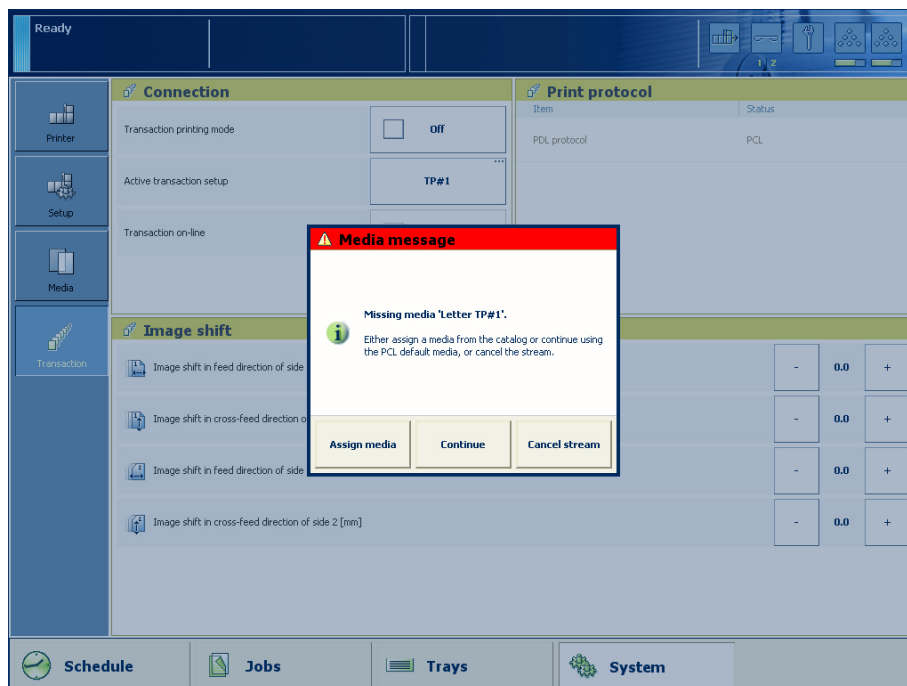 Ready
1 2
Connection
Transaction printing mode
Off
Active transaction setup
...
TP#1
Transaction on-line
Print protocol
Item Status
PDL protocol PCL
Printer
Setup
Media
Transaction
Media message
Missing media 'Letter TP#1'.
Either assign a media from the catalog or continue using
the PCL default media, or cancel the stream.
Assign media Continue Cancel stream
Image shift
Image shift in feed direction of side
- 0.0 +
Image shift in cross-feed direction o
- 0.0 +
Image shift in feed direction of side
- 0.0 +
Image shift in cross-feed direction of side 2 [mm]
- 0.0 +
Schedule Jobs Trays System